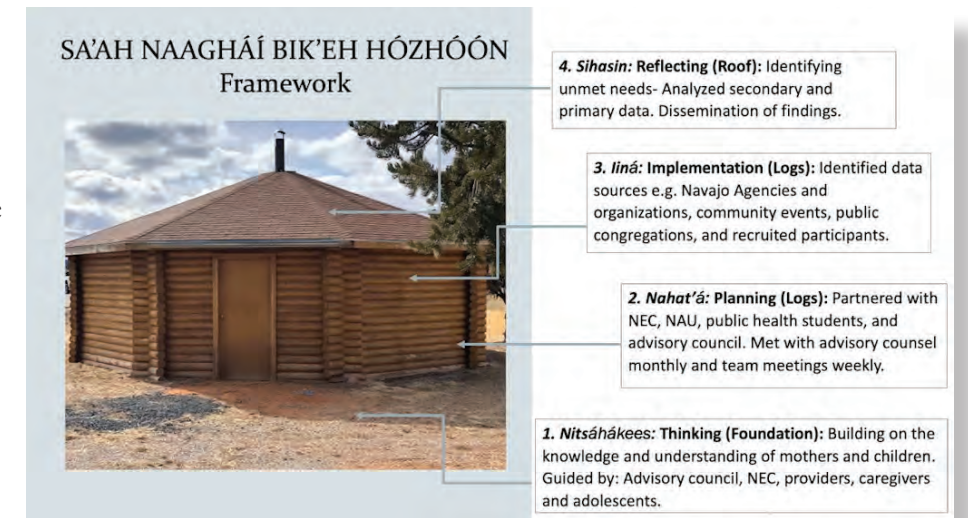 SA'AH NAAGHÁÍ BIK'EH HÓZHÓÓN
Framework
4. Sihasin: Reflecting (Roof): Identifying
unmet needs- Analyzed secondary and
primary data. Dissemination of findings.
3. Iiná: Implementation (Logs): Identified data
sources e.g. Navajo Agencies and
organizations, community events, public
congregations, and recruited participants.
2. Nahat'á: Planning (Logs): Partnered with
NEC, NAU, public health students, and
advisory council. Met with advisory counsel
monthly and team meetings weekly.
1. Nitsáhákees: Thinking (Foundation): Building on the
knowledge and understanding of mothers and children.
Guided by: Advisory council, NEC, providers, caregivers
and adolescents.